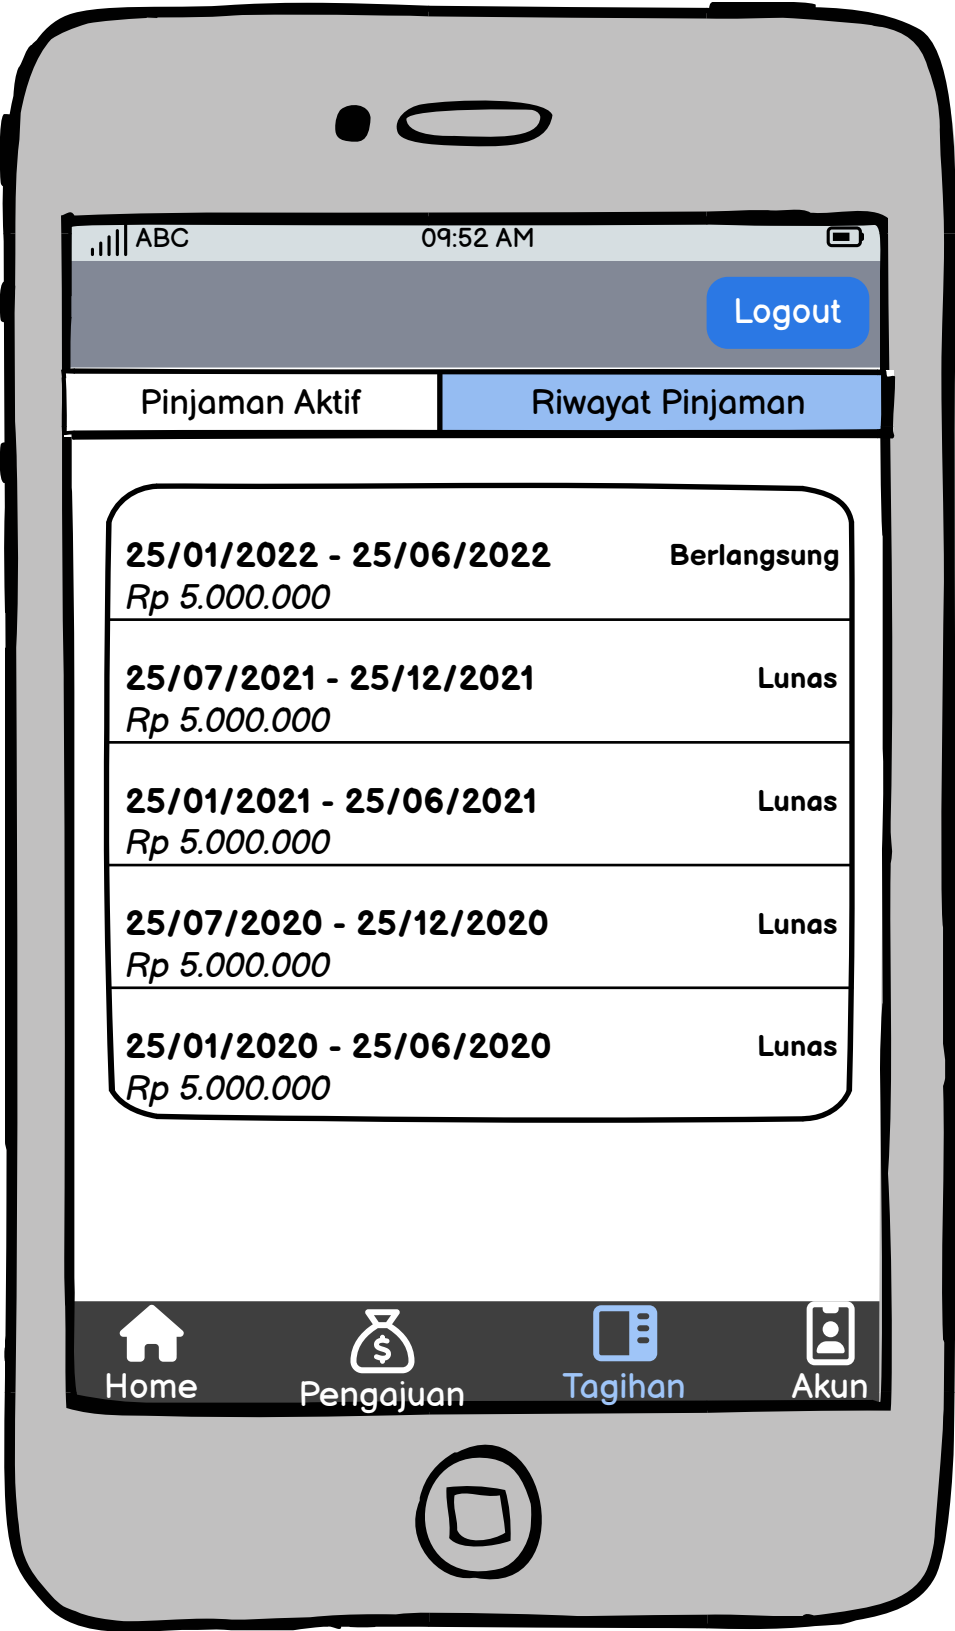 ABC 09:52 AM
Logout
Pinjaman Aktif Riwayat Pinjaman
25/01/2022 - 25/06/2022 Berlangsung
Rp 5.000.000
25/07/2021 - 25/12/2021 Lunas
Rp 5.000.000
25/01/2021 - 25/06/2021 Lunas
Rp 5.000.000
25/07/2020 - 25/12/2020 Lunas
Rp 5.000.000
25/01/2020 - 25/06/2020 Lunas
Rp 5.000.000
$
Home Pengajuan Tagihan Akun